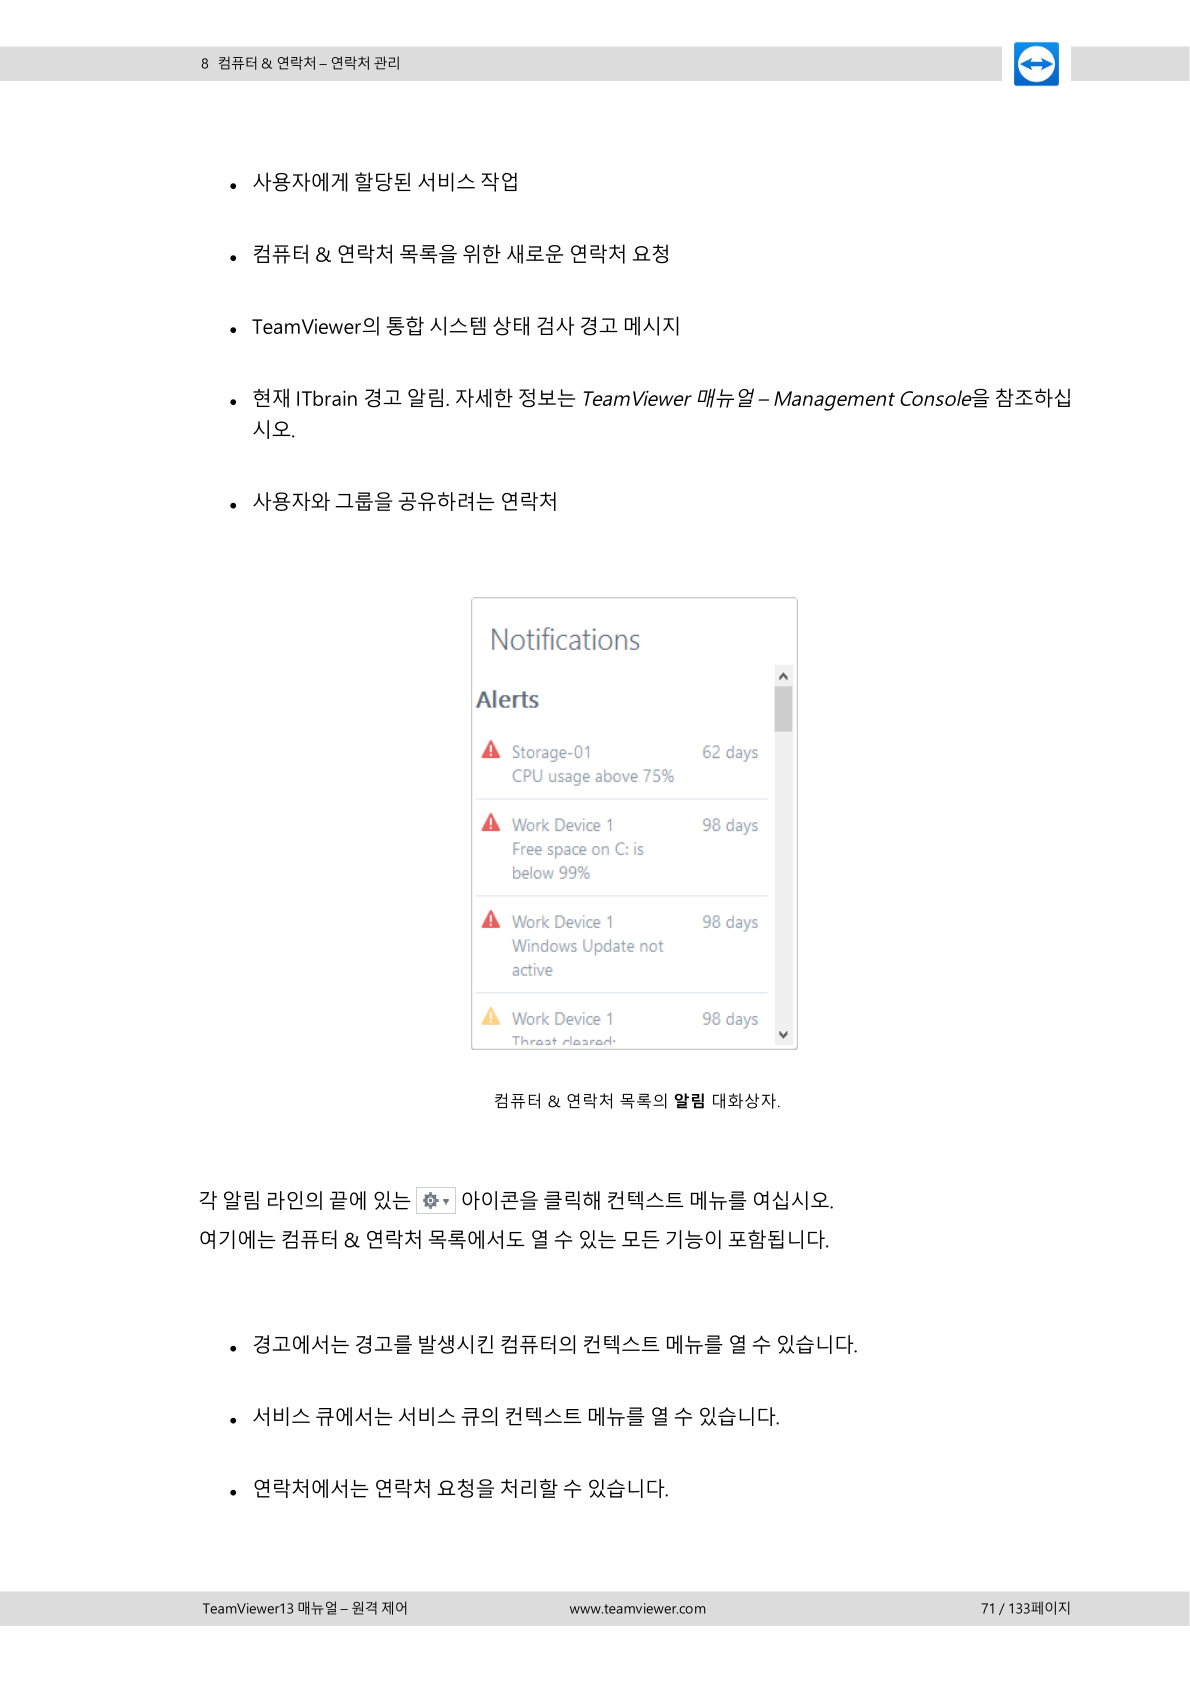 8 컴퓨터 & 연락처 – 연락처 관리
• 사용자에게 할당된 서비스 작업
• 컴퓨터 & 연락처 목록을 위한 새로운 연락처 요청
• TeamViewer의 통합 시스템 상태 검사 경고 메시지
• 현재 ITbrain 경고 알림. 자세한 정보는 TeamViewer 매뉴얼 – Management Console을 참조하십
시오.
• 사용자와 그룹을 공유하려는 연락처
Notifications
Alerts
Storage-01 62 days
CPU usage above 75%
Work Device 1 98 days
Free space on C: is
below 99%
Work Device 1 98 days
Windows Update not
active
Work Device 1 98 days
Threat cleared:
컴퓨터 & 연락처 목록의 알림 대화상자.
각 알림 라인의 끝에 있는 아이콘을 클릭해 컨텍스트 메뉴를 여십시오.
여기에는 컴퓨터 & 연락처 목록에서도 열 수 있는 모든 기능이 포함됩니다.
• 경고에서는 경고를 발생시킨 컴퓨터의 컨텍스트 메뉴를 열 수 있습니다.
• 서비스 큐에서는 서비스 큐의 컨텍스트 메뉴를 열 수 있습니다.
• 연락처에서는 연락처 요청을 처리할 수 있습니다.
TeamViewer13 매뉴얼 – 원격 제어 www.teamviewer.com 71 / 133페이지